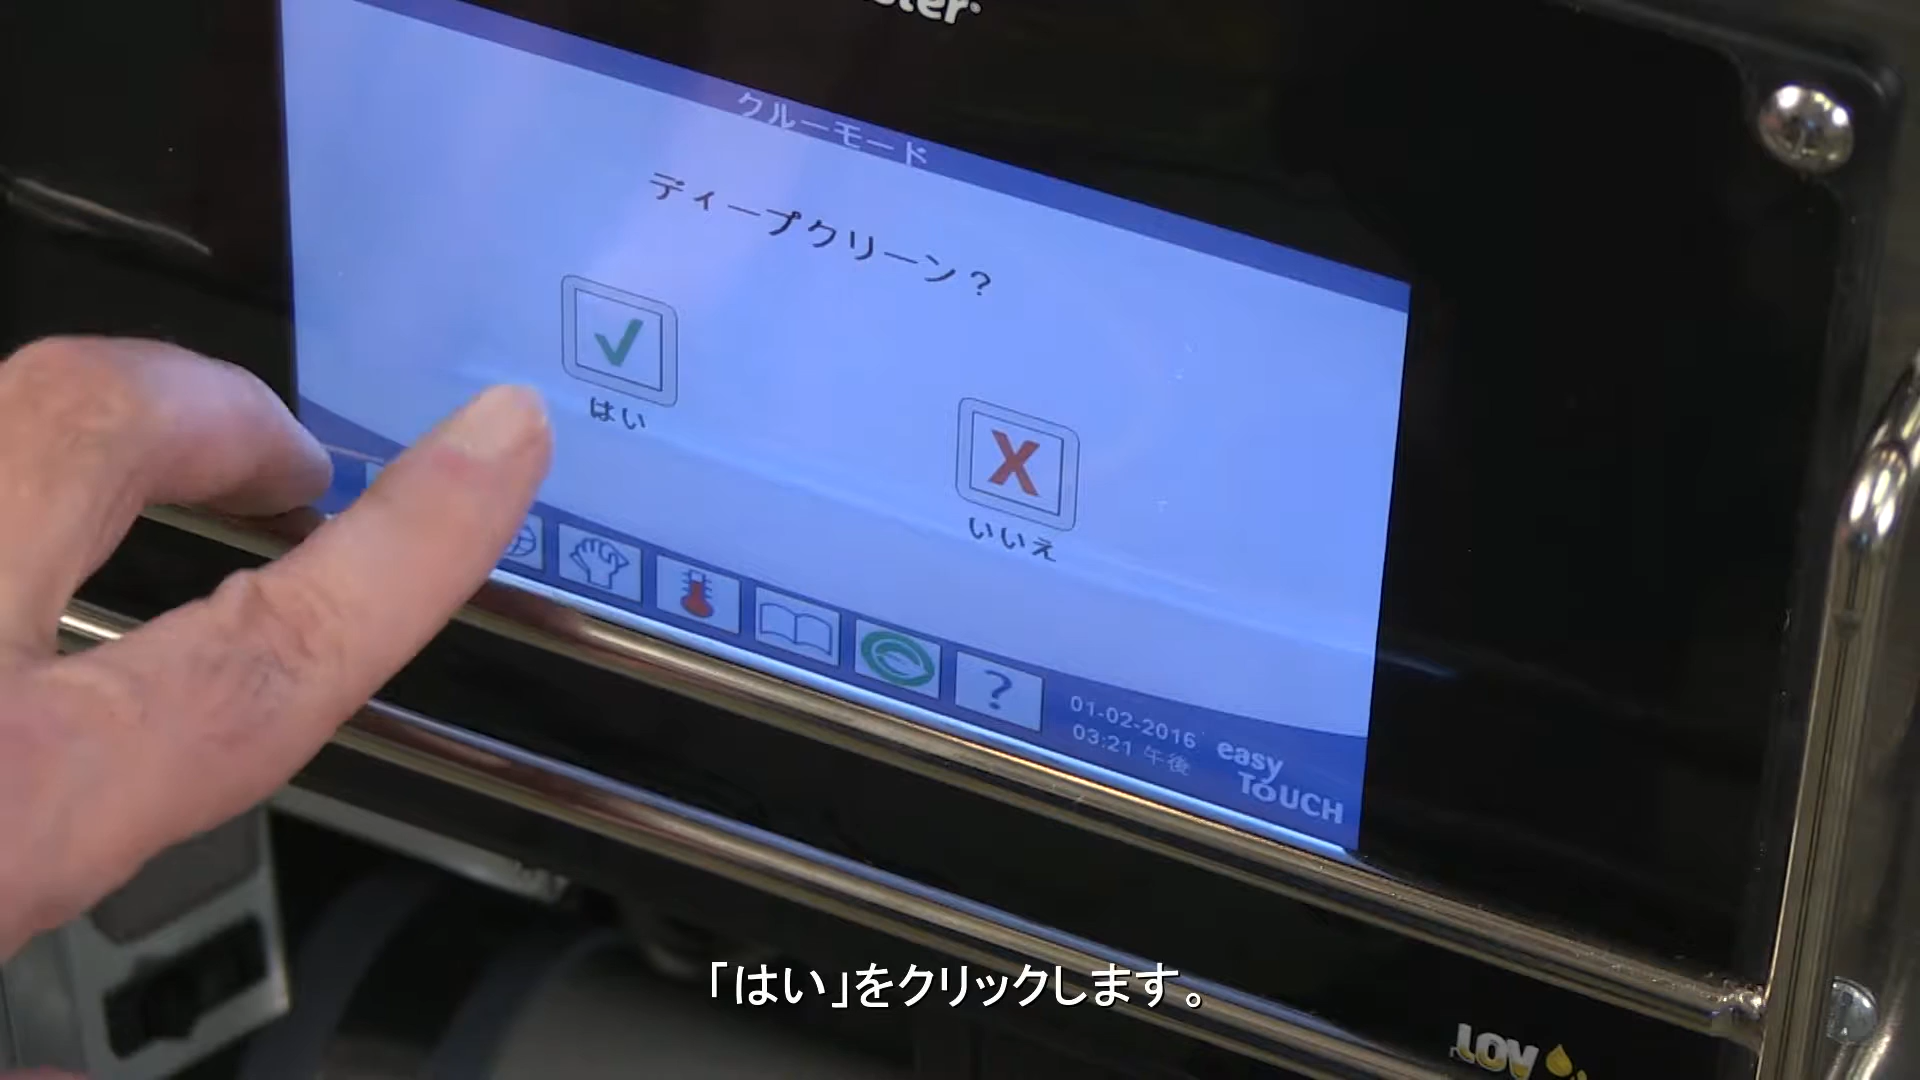 クルーモード
ディープクリーン？
はい
いいえ
?
01-02-2016
03:21 午後
easy
ToUCH
「はい」をクリックします。
LOV